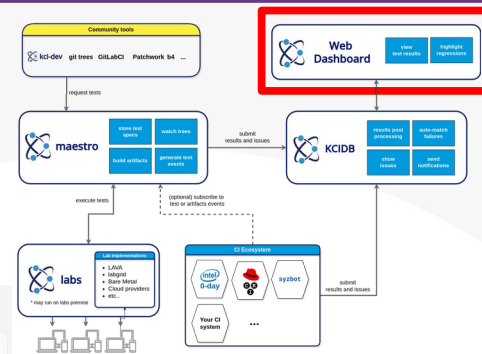 Community tools
kci-dev git trees GitLabCI Patchwork b4 ...
Web
Dashboard
view
test results
highlight
regressions
request tests
maestro
store test
specs
watch trees
build artifacts
generate test
events
submit
results and issues
KCIDB
results post
processing
auto-match
failures
show
issues
send
notifications
execute tests
(optional) subscribe to
test or artifacts events
labs
* may run on labs premise
Lab implementations
• LAVA
• labgrid
• Bare Metal
• Cloud providers
• etc..
CI Ecosystem
intel
0-day
C K I
syzbot
Your CI
system
...
submit
results and issues